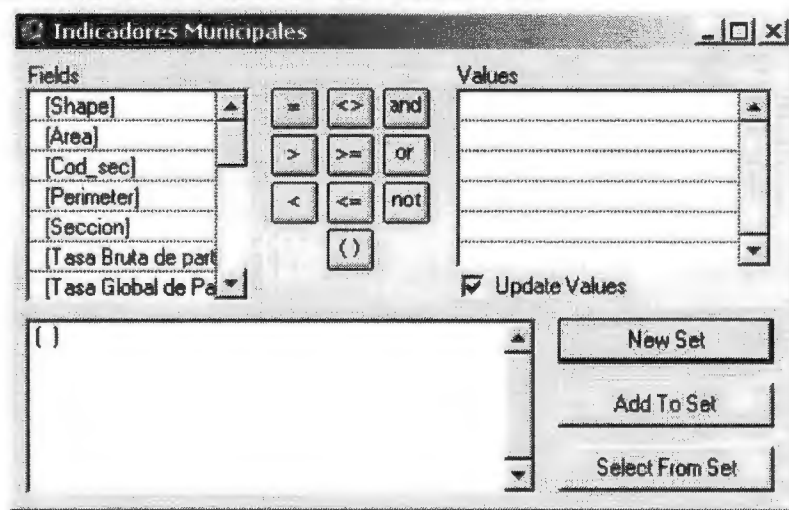 Indicadores Municipales
Fields
Values
[Shape]
[Area]
[Cod_sec]
[Perimeter]
[Seccion]
[Tasa Bruta de part
[Tasa Global de Pa
= <> and
> >= or
< <= not
( )
Update Values
( )
New Set
Add To Set
Select From Set